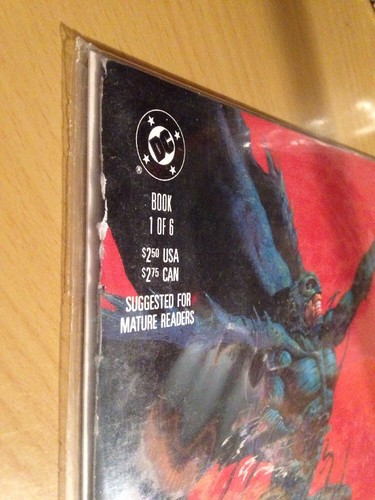 DC
®
BOOK
1 OF 6
$2.50 USA
$2.75 CAN
SUGGESTED FOR
MATURE READERS